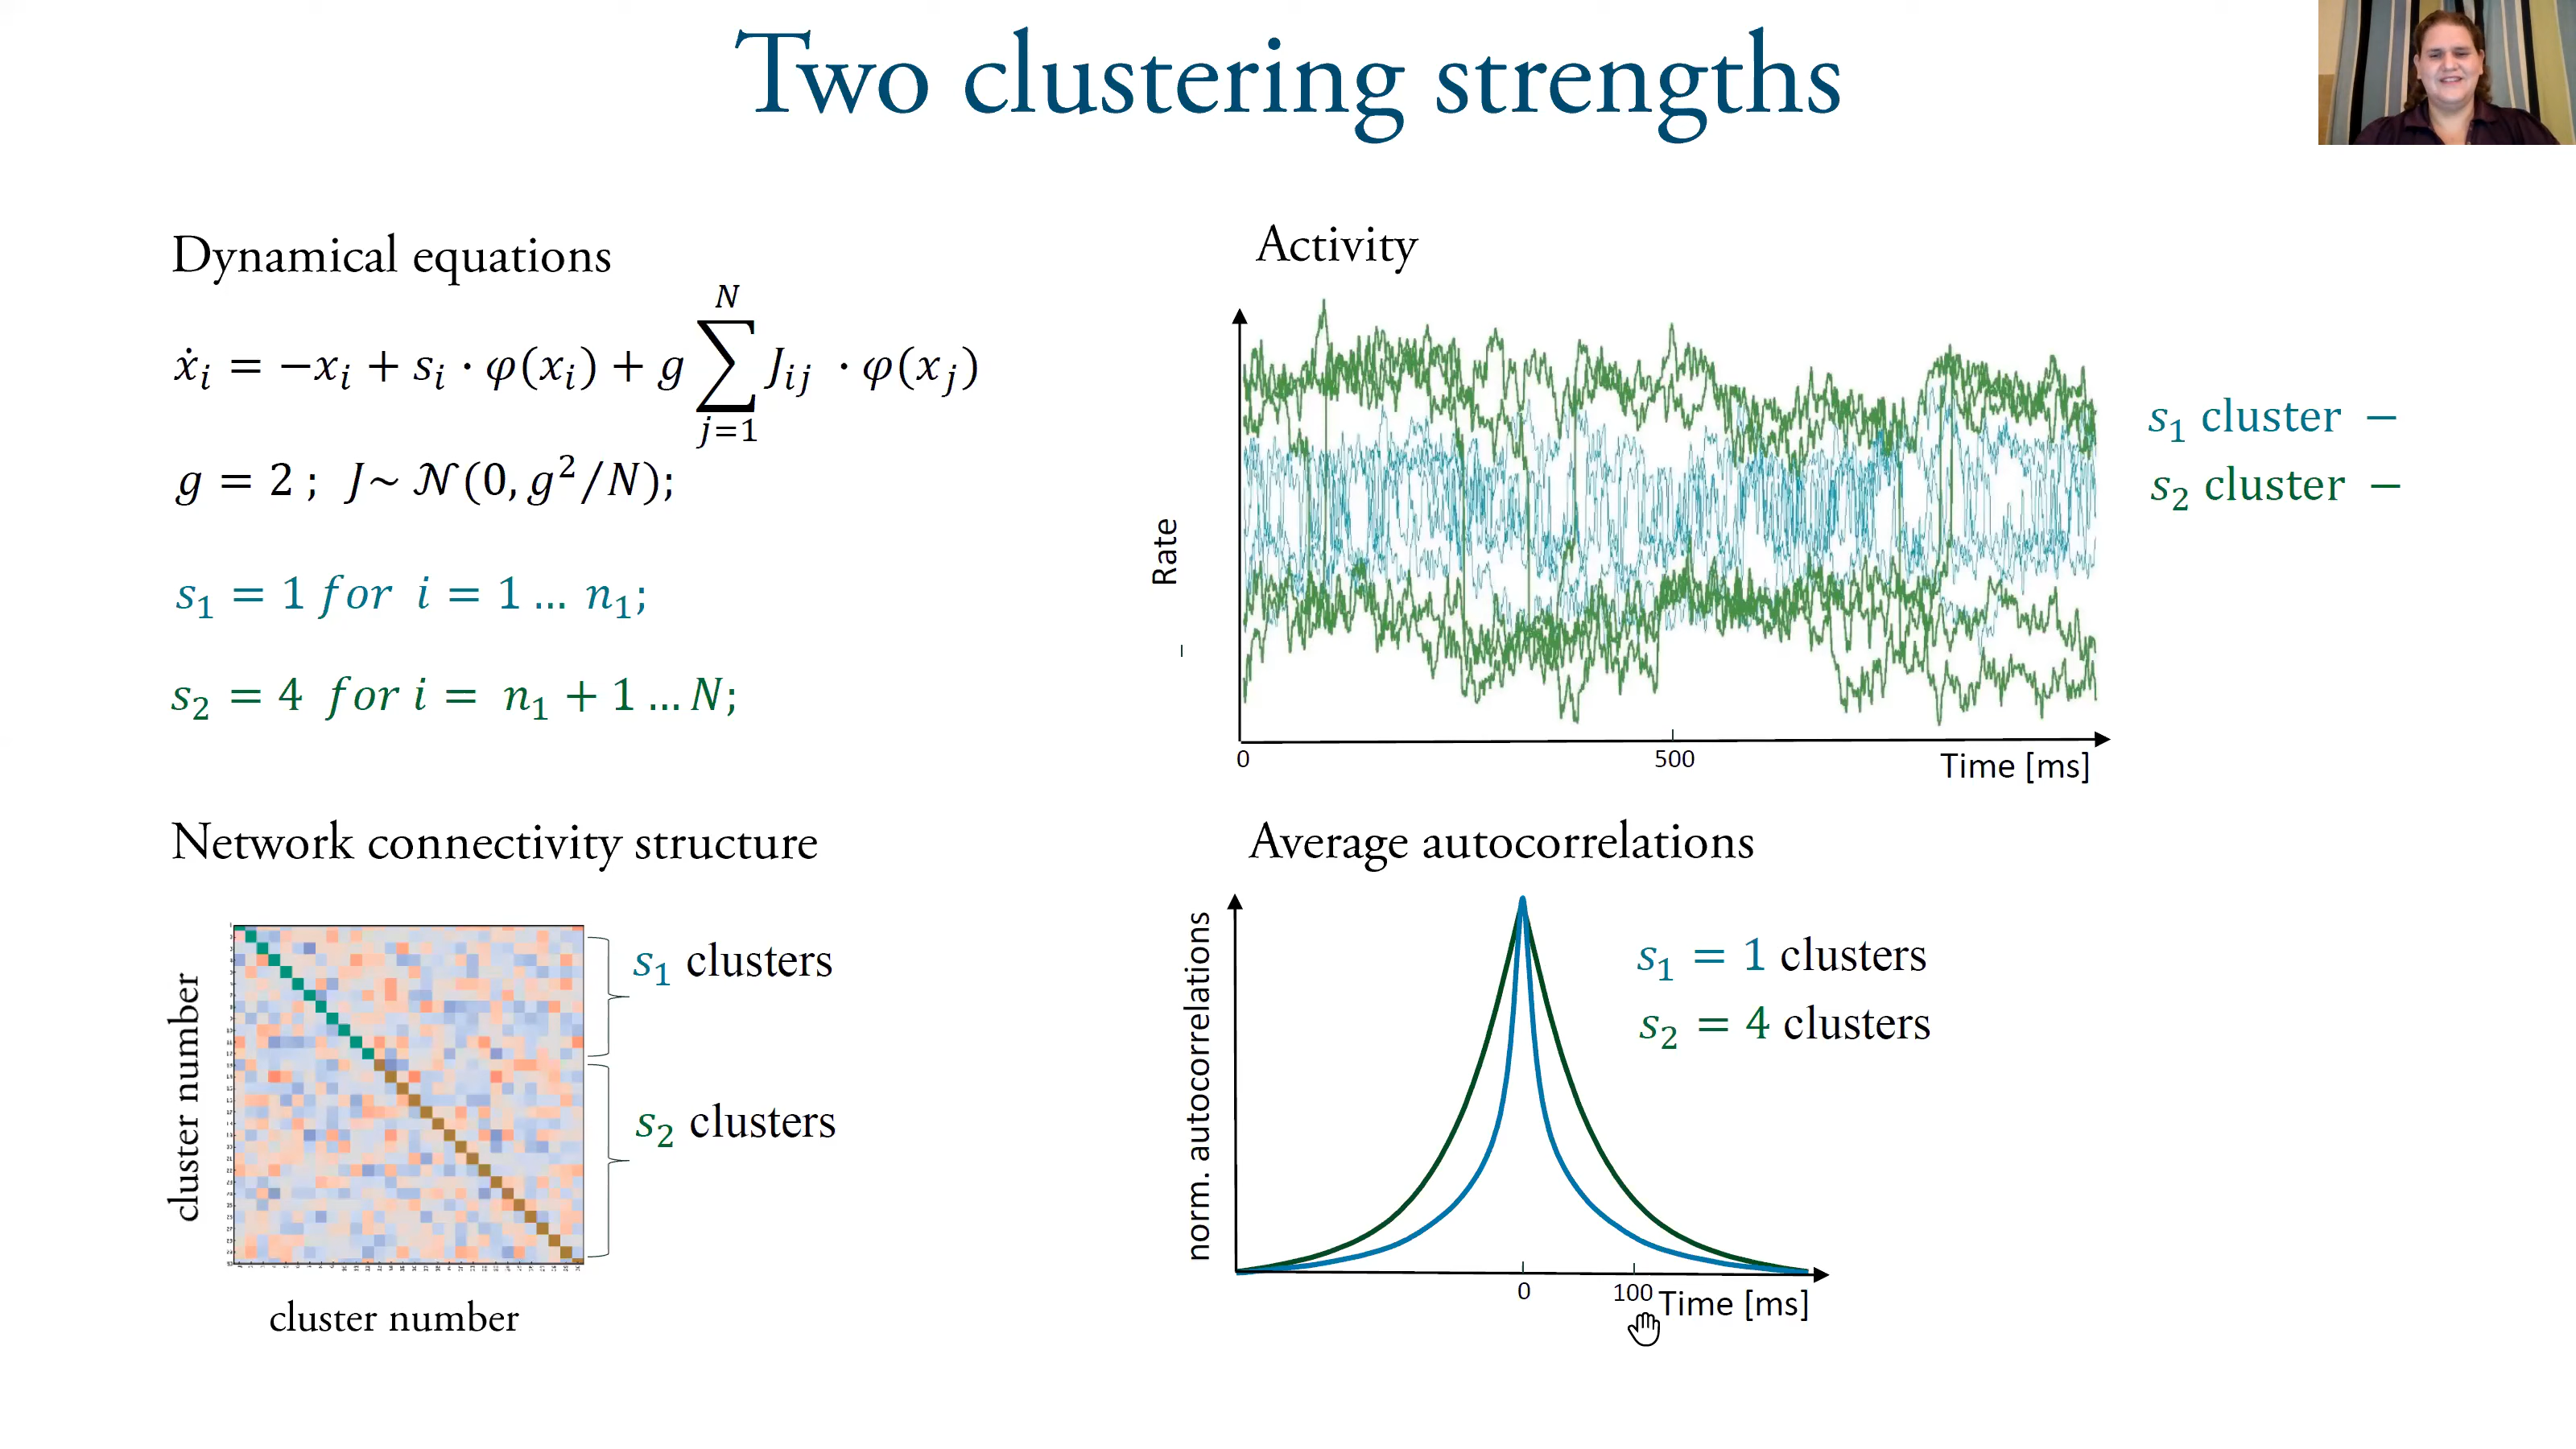 Two clustering strengths
Dynamical equations
ẋᵢ = −xᵢ + sᵢ · φ(xᵢ) + g ∑ⱼ₌₁ᴺ Jᵢⱼ · φ(xⱼ)
g = 2 ; J~ 𝒩(0, g²/N);
s₁ = 1 for i = 1 … n₁;
s₂ = 4 for i = n₁ + 1 … N;
Network connectivity structure
cluster number
s₁ clusters
s₂ clusters
cluster number
Activity
Rate
0
500
Time [ms]
s₁ cluster −
s₂ cluster −
Average autocorrelations
norm. autocorrelations
s₁ = 1 clusters
s₂ = 4 clusters
0
100
Time [ms]